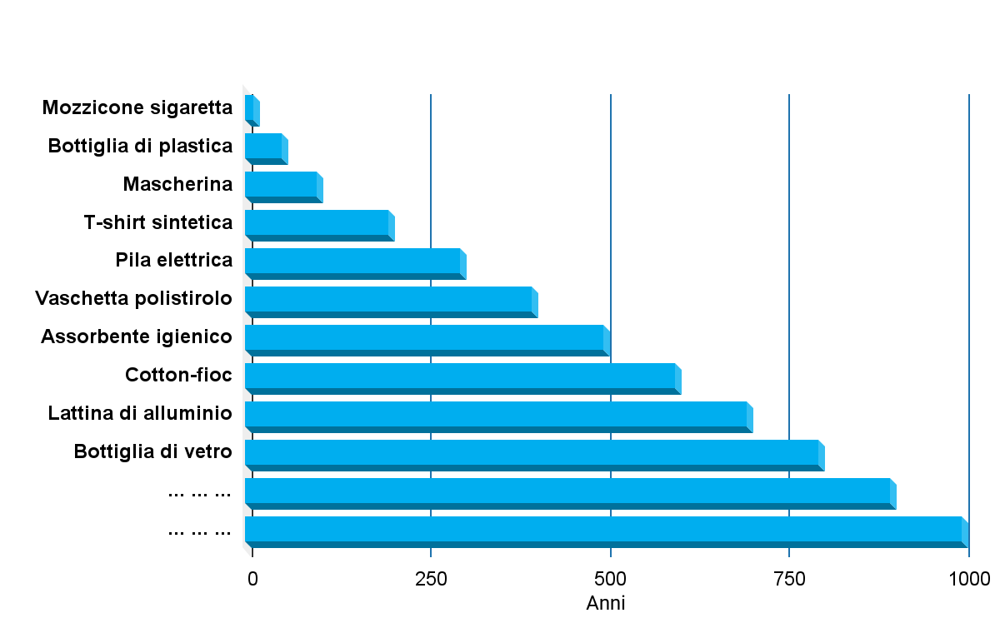 Mozzicone sigaretta
Bottiglia di plastica
Mascherina
T-shirt sintetica
Pila elettrica
Vaschetta polistirolo
Assorbente igienico
Cotton-fioc
Lattina di alluminio
Bottiglia di vetro
... ... ...
... ... ...
0 250 500 750 1000
Anni